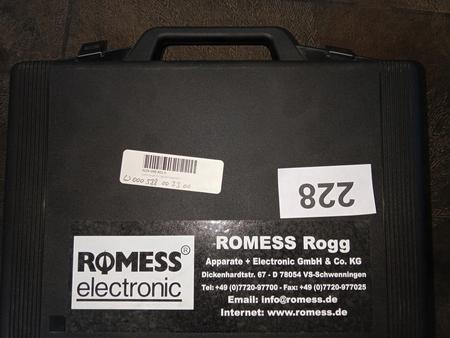 228
ROMESS®
electronic
ROMESS Rogg
Apparate + Electronic GmbH & Co. KG
Dickenhardtstr. 67 - D 78054 VS-Schwenningen
Tel: +49 (0)7720-97700 - Fax: +49 (0)7720-977025
Email: info@romess.de
Internet: www.romess.de